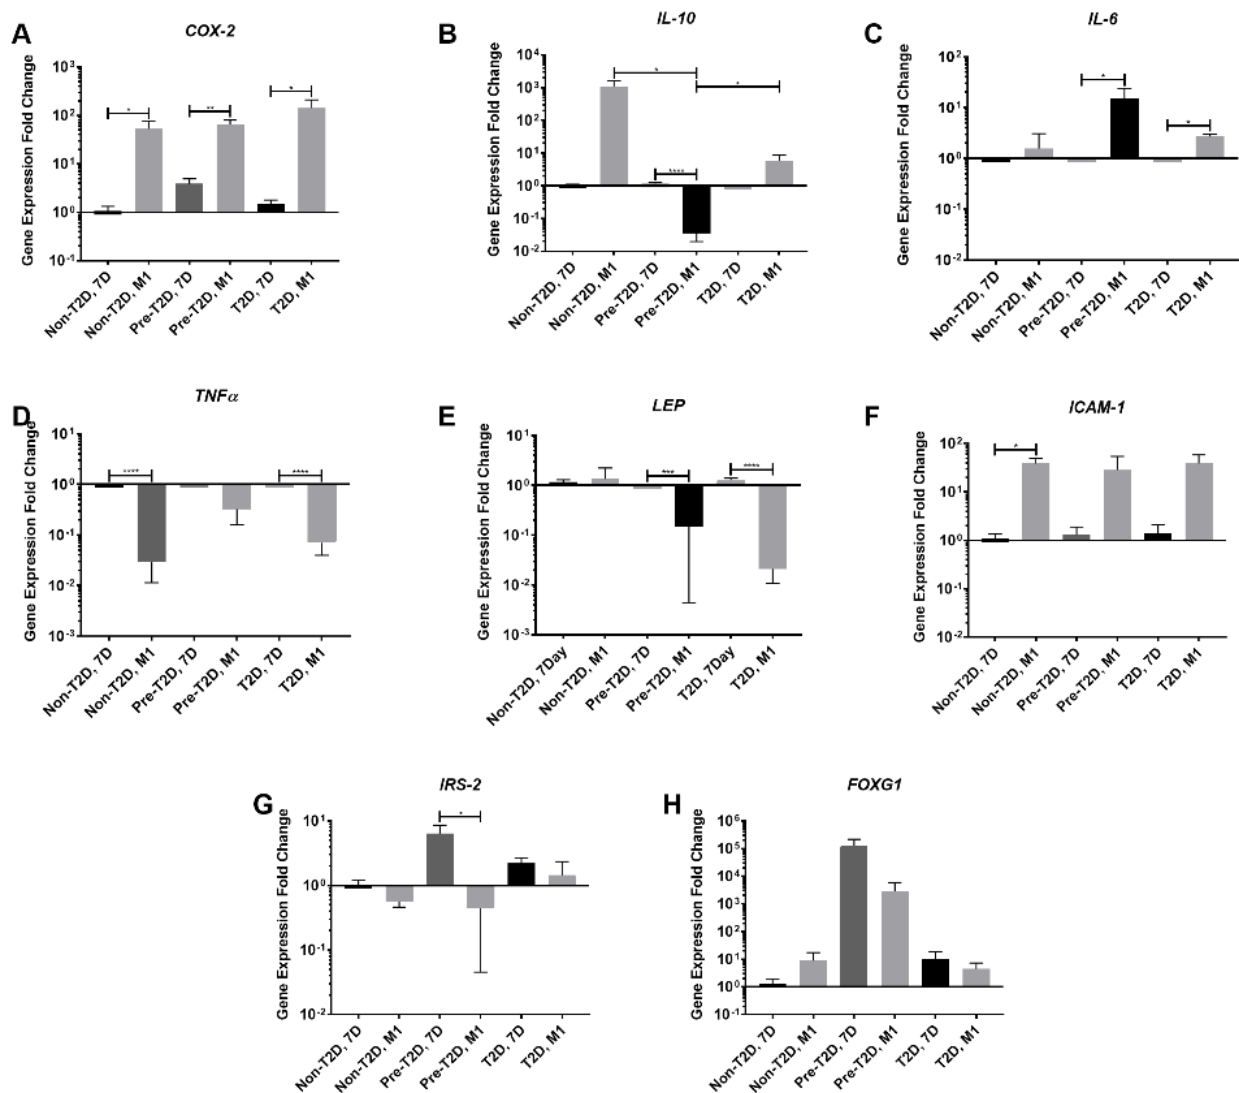 A
COX-2
Gene Expression Fold Change
10³
10²
10¹
10⁰
10⁻¹
*
**
*
Non-T2D, 7D
Non-T2D, M1
Pre-T2D, 7D
Pre-T2D, M1
T2D, 7D
T2D, M1
B
IL-10
Gene Expression Fold Change
10⁴
10³
10²
10¹
10⁰
10⁻¹
10⁻²
*
*
****
Non-T2D, 7D
Non-T2D, M1
Pre-T2D, 7D
Pre-T2D, M1
T2D, 7D
T2D, M1
C
IL-6
Gene Expression Fold Change
10²
10¹
10⁰
10⁻¹
10⁻²
*
*
Non-T2D, 7D
Non-T2D, M1
Pre-T2D, 7D
Pre-T2D, M1
T2D, 7D
T2D, M1
D
TNFα
Gene Expression Fold Change
10¹
10⁰
10⁻¹
10⁻²
10⁻³
****
****
Non-T2D, 7D
Non-T2D, M1
Pre-T2D, 7D
Pre-T2D, M1
T2D, 7D
T2D, M1
E
LEP
Gene Expression Fold Change
10¹
10⁰
10⁻¹
10⁻²
10⁻³
***
****
Non-T2D, 7Day
Non-T2D, M1
Pre-T2D, 7D
Pre-T2D, M1
T2D, 7Day
T2D, M1
F
ICAM-1
Gene Expression Fold Change
10²
10¹
10⁰
10⁻¹
10⁻²
*
Non-T2D, 7D
Non-T2D, M1
Pre-T2D, 7D
Pre-T2D, M1
T2D, 7D
T2D, M1
G
IRS-2
Gene Expression Fold Change
10¹
10⁰
10⁻¹
10⁻²
*
Non-T2D, 7D
Non-T2D, M1
Pre-T2D, 7D
Pre-T2D, M1
T2D, 7D
T2D, M1
H
FOXG1
Gene Expression Fold Change
10⁶
10⁵
10⁴
10³
10²
10¹
10⁰
10⁻¹
Non-T2D, 7D
Non-T2D, M1
Pre-T2D, 7D
Pre-T2D, M1
T2D, 7D
T2D, M1